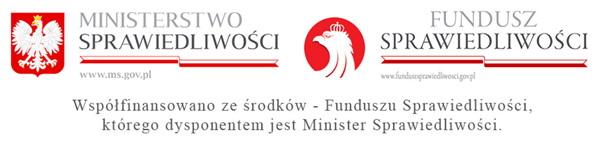 MINISTERSTWO
SPRAWIEDLIWOŚCI
www.ms.gov.pl
FUNDUSZ
SPRAWIEDLIWOŚCI
www.funduszsprawiedliwosci.gov.pl
Współfinansowano ze środków - Funduszu Sprawiedliwości,
którego dysponentem jest Minister Sprawiedliwości.